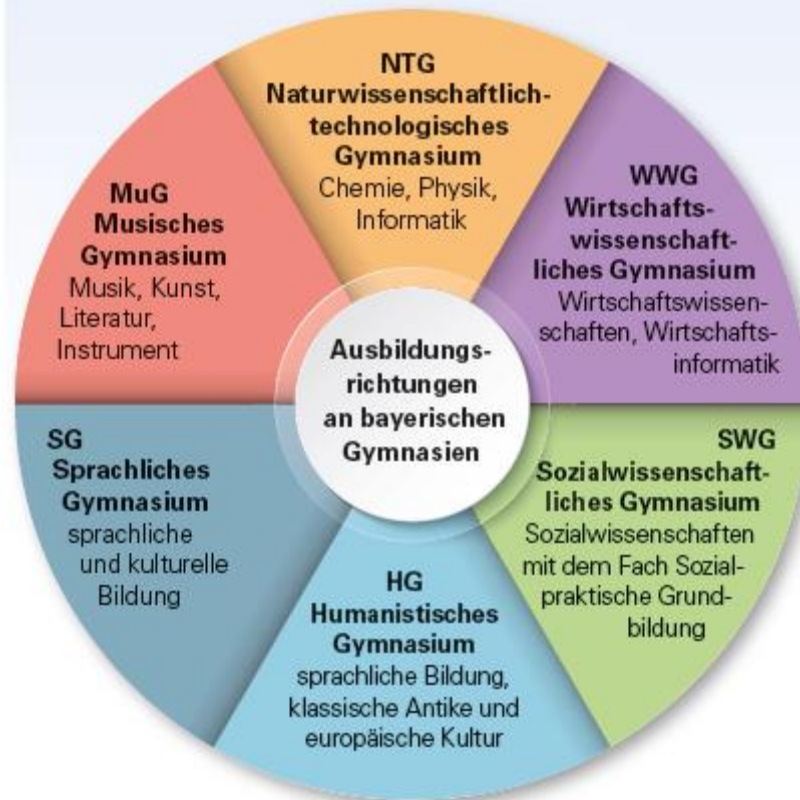 NTG
Naturwissenschaftlich-
technologisches
Gymnasium
Chemie, Physik,
Informatik
WWG
Wirtschafts-
wissenschaft-
liches Gymnasium
Wirtschaftswissen-
schaften, Wirtschafts-
informatik
SWG
Sozialwissenschaft-
liches Gymnasium
Sozialwissenschaften
mit dem Fach Sozial-
praktische Grund-
bildung
HG
Humanistisches
Gymnasium
sprachliche Bildung,
klassische Antike und
europäische Kultur
SG
Sprachliches
Gymnasium
sprachliche
und kulturelle
Bildung
MuG
Musisches
Gymnasium
Musik, Kunst,
Literatur,
Instrument
Ausbildungs-
richtungen
an bayerischen
Gymnasien